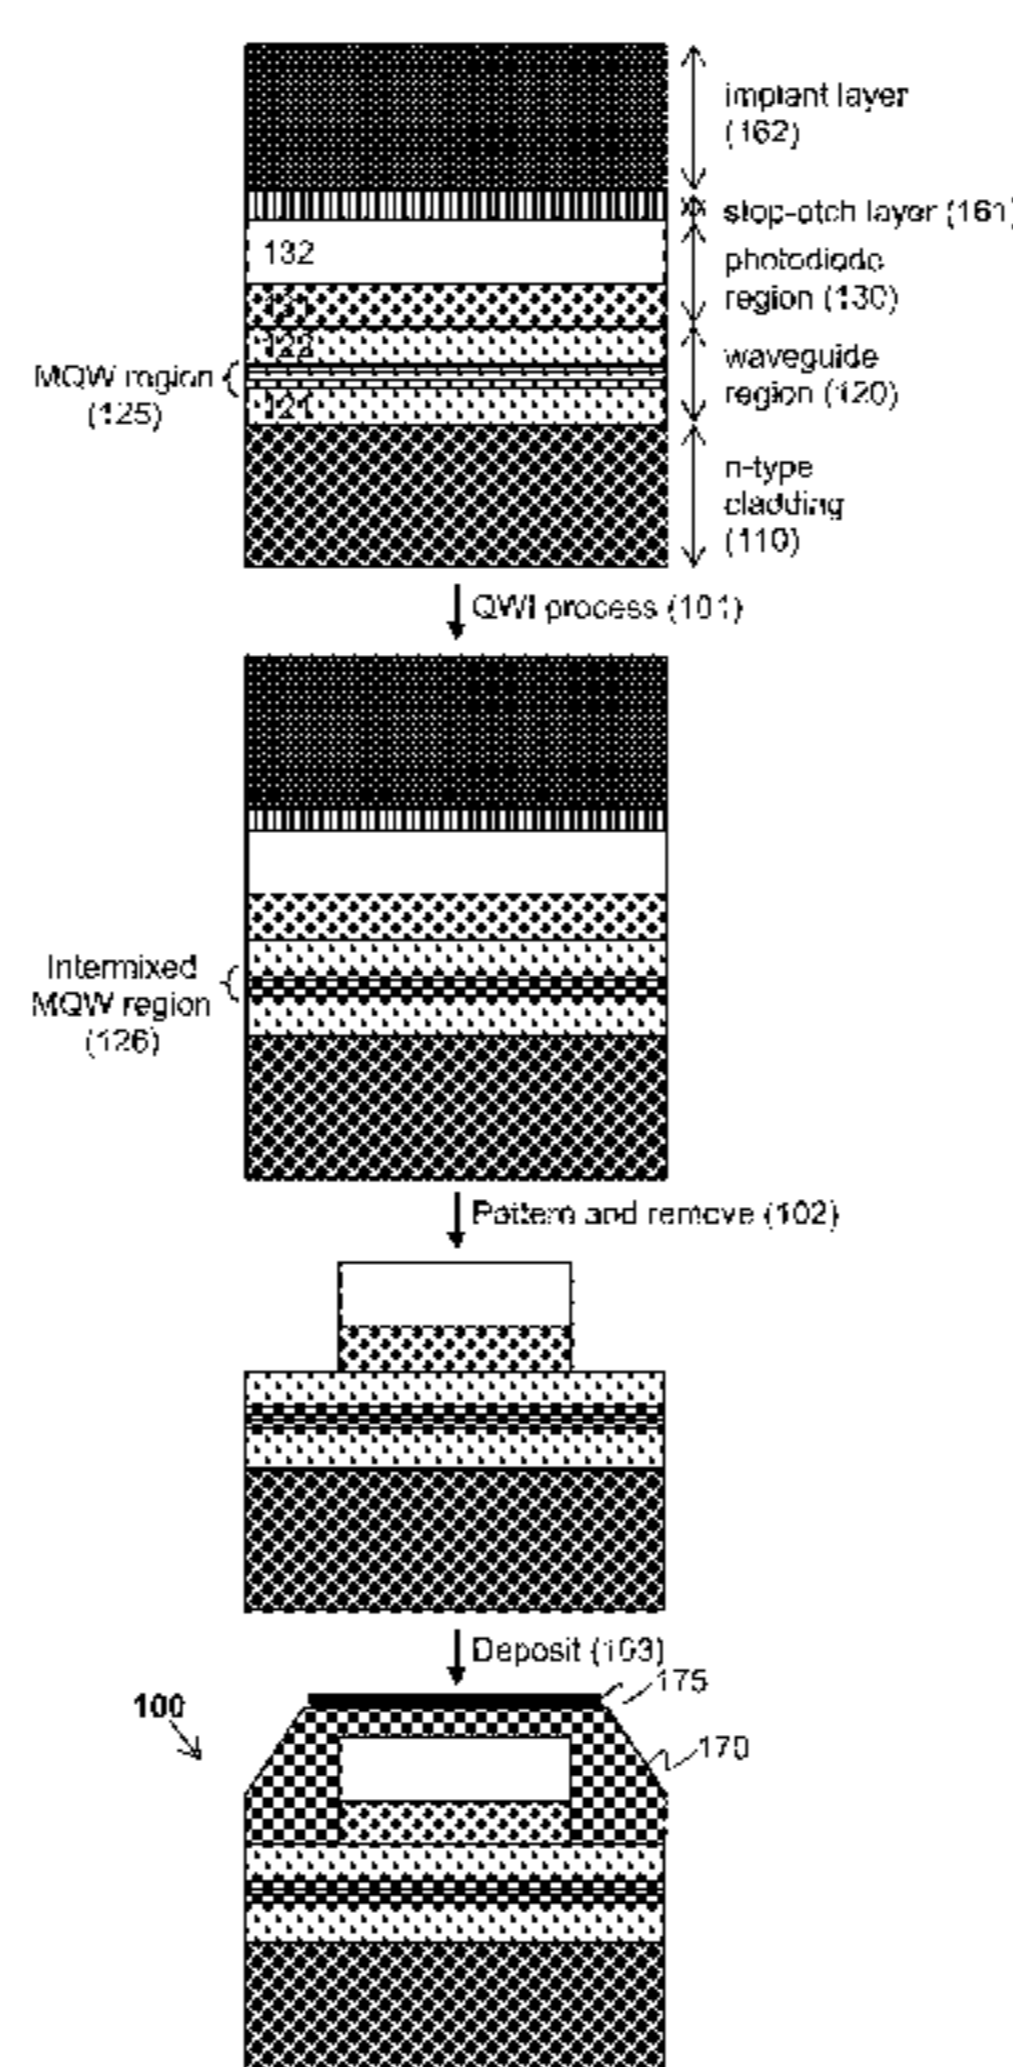 implant layer
(162)
stop-etch layer (161)
132
photodiode
region (130)
131
122
waveguide
region (120)
MQW region
(125)
121
n-type
cladding
(110)
QWI process (101)
Intermixed
MQW region
(126)
Pattern and remove (102)
Deposit (103)
175
100
170